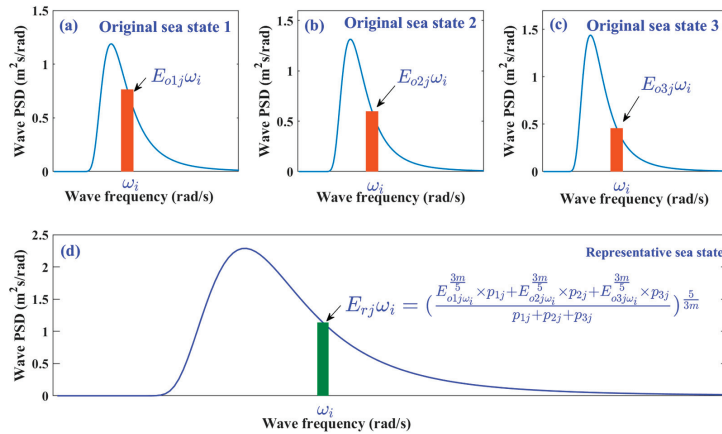 (a) Original sea state 1
Wave PSD (m²s/rad)
1.5
1
0.5
0
E_{o1j}ω_i
ω_i
Wave frequency (rad/s)
(b) Original sea state 2
Wave PSD (m²s/rad)
1.5
1
0.5
0
E_{o2j}ω_i
ω_i
Wave frequency (rad/s)
(c) Original sea state 3
Wave PSD (m²s/rad)
1.5
1
0.5
0
E_{o3j}ω_i
ω_i
Wave frequency (rad/s)
(d) Representative sea state
Wave PSD (m²s/rad)
2.5
2
1.5
1
0.5
0
E_{rj}ω_i = (\frac{E_{o1jω_i}^{\frac{3m}{5}} × p_{1j} + E_{o2jω_i}^{\frac{3m}{5}} × p_{2j} + E_{o3jω_i}^{\frac{3m}{5}} × p_{3j}}{p_{1j} + p_{2j} + p_{3j}})^{\frac{5}{3m}}
ω_i
Wave frequency (rad/s)